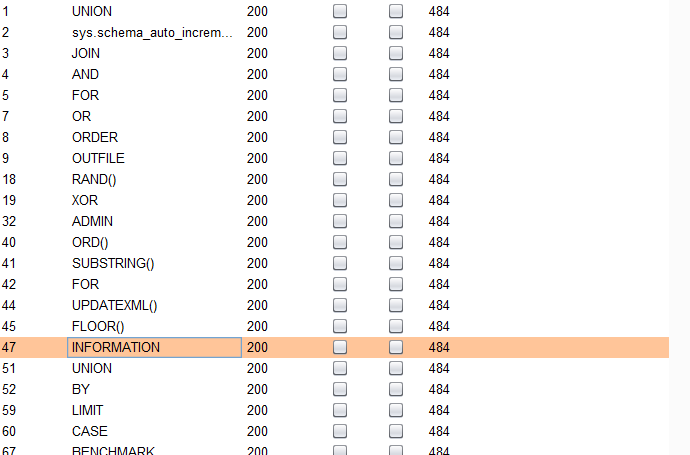 1 UNION 200 484
2 sys.schema_auto_increm... 200 484
3 JOIN 200 484
4 AND 200 484
5 FOR 200 484
7 OR 200 484
8 ORDER 200 484
9 OUTFILE 200 484
18 RAND() 200 484
19 XOR 200 484
32 ADMIN 200 484
40 ORD() 200 484
41 SUBSTRING() 200 484
42 FOR 200 484
44 UPDATEXML() 200 484
45 FLOOR() 200 484
47 INFORMATION 200 484
51 UNION 200 484
52 BY 200 484
59 LIMIT 200 484
60 CASE 200 484
67 BENCHMARK 200 484